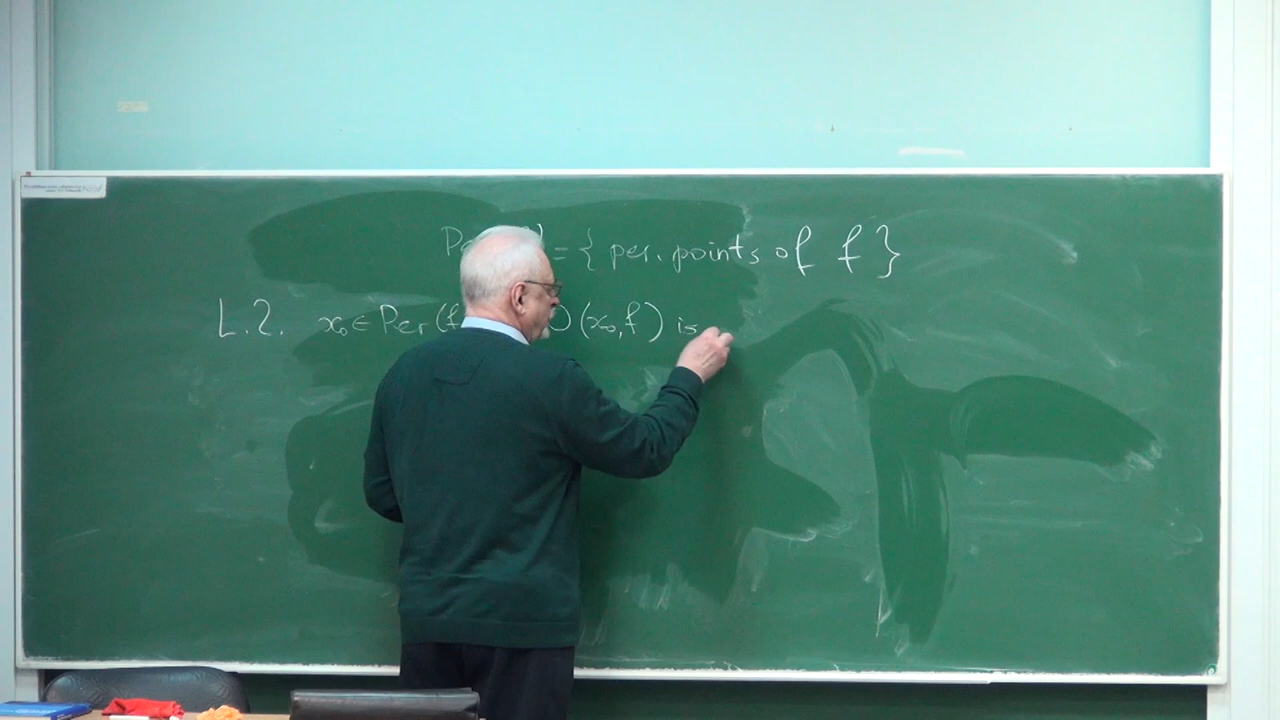 = { per. points of f }
L.2. x₀ ∈ Per (f (x₀, f) is